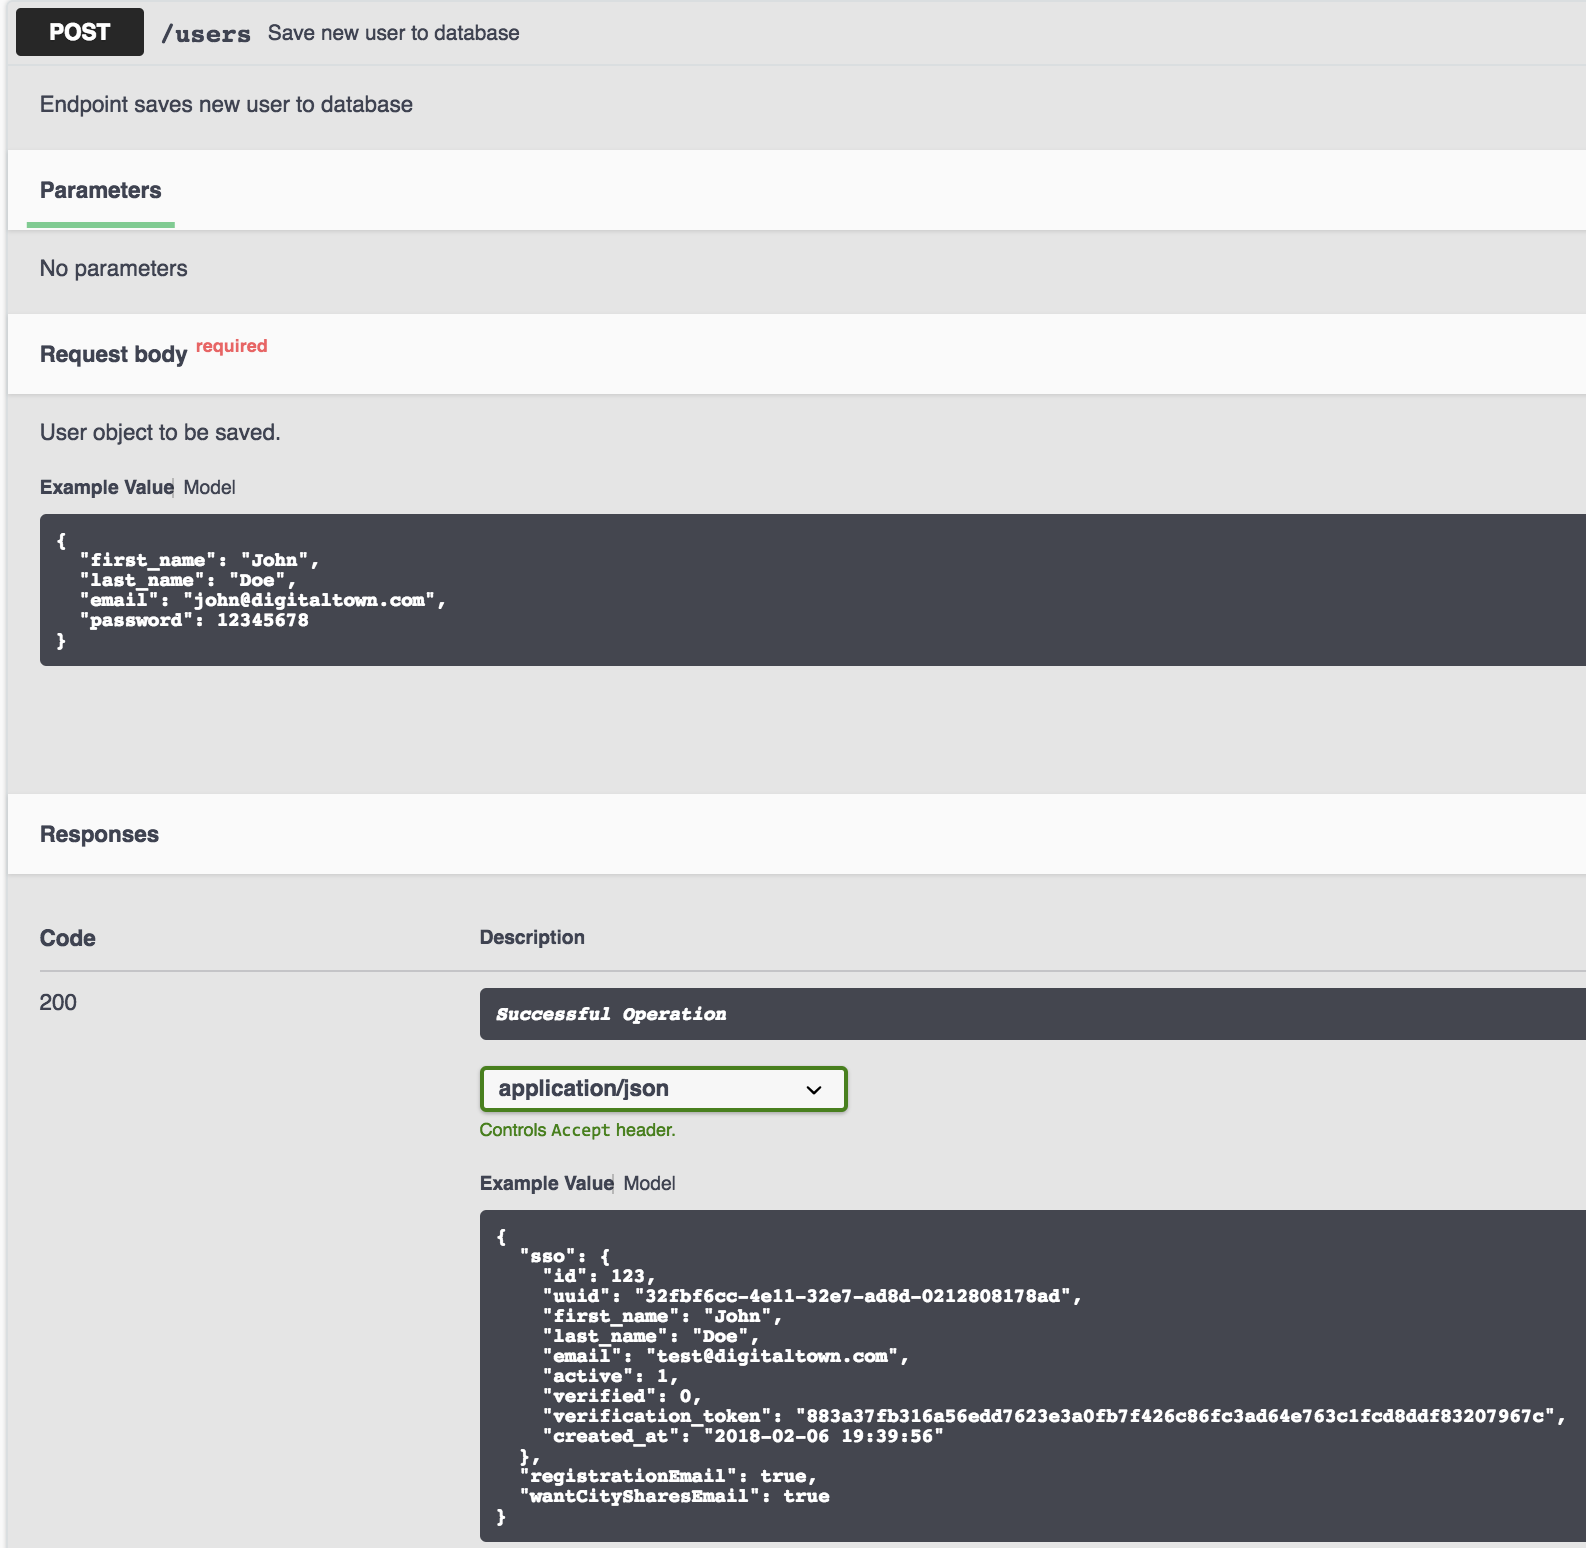 POST /users Save new user to database
Endpoint saves new user to database
Parameters
No parameters
Request body required
User object to be saved.
Example Value Model
{
"first_name": "John",
"last_name": "Doe",
"email": "john@digitaltown.com",
"password": 12345678
}
Responses
Code Description
200 Successful Operation
application/json
Controls Accept header.
Example Value Model
{
"sso": {
"id": 123,
"uuid": "32fbf6cc-4e11-32e7-ad8d-0212808178ad",
"first_name": "John",
"last_name": "Doe",
"email": "test@digitaltown.com",
"active": 1,
"verified": 0,
"verification_token": "883a37fb316a56edd7623e3a0fb7f426c86fc3ad64e763c1fcd8ddf83207967c",
"created_at": "2018-02-06 19:39:56"
},
"registrationEmail": true,
"wantCitySharesEmail": true
}